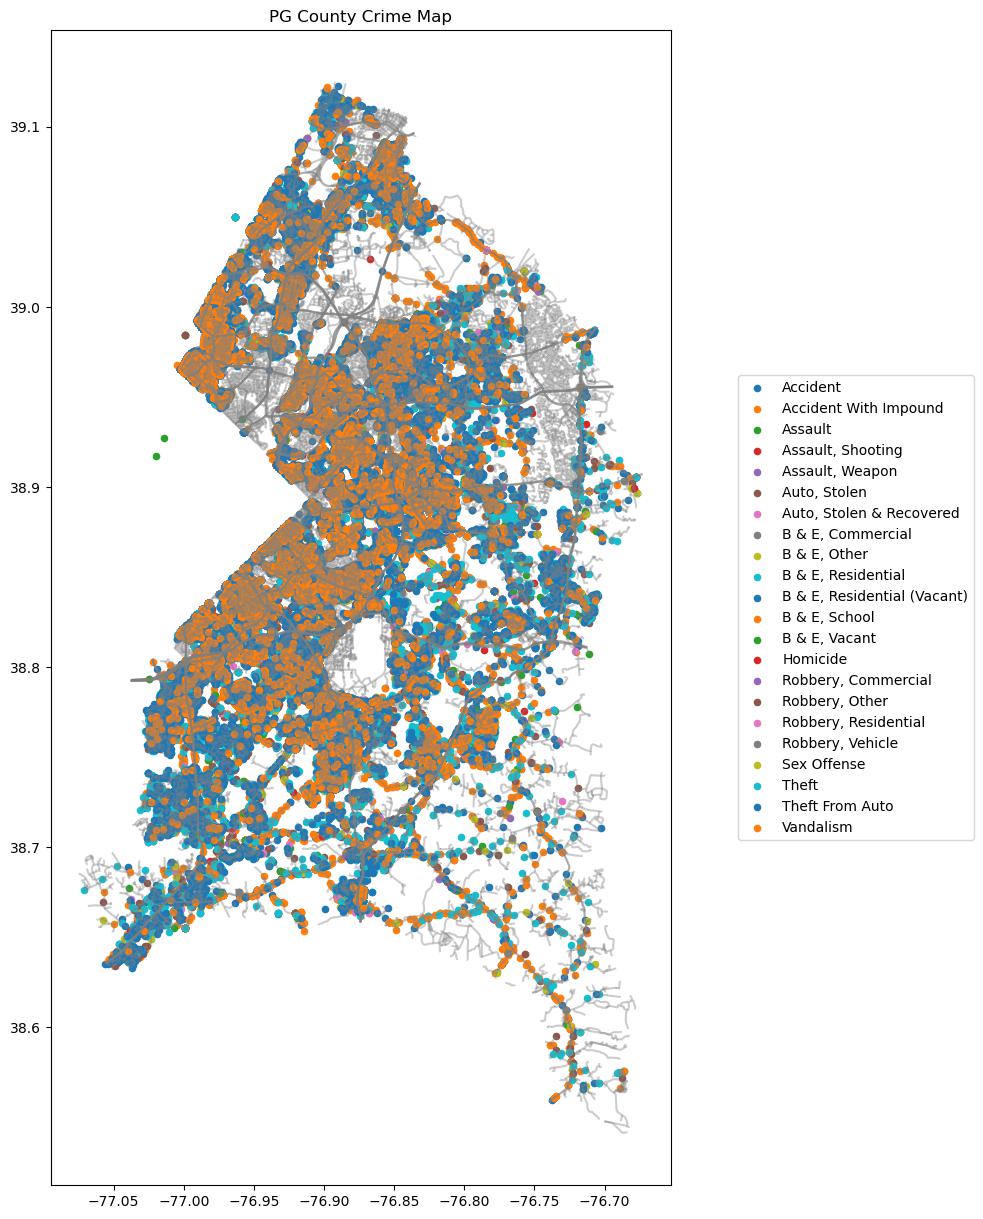 PG County Crime Map
39.1
39.0
38.9
38.8
38.7
38.6
−77.05 −77.00 −76.95 −76.90 −76.85 −76.80 −76.75 −76.70
Accident
Accident With Impound
Assault
Assault, Shooting
Assault, Weapon
Auto, Stolen
Auto, Stolen & Recovered
B & E, Commercial
B & E, Other
B & E, Residential
B & E, Residential (Vacant)
B & E, School
B & E, Vacant
Homicide
Robbery, Commercial
Robbery, Other
Robbery, Residential
Robbery, Vehicle
Sex Offense
Theft
Theft From Auto
Vandalism